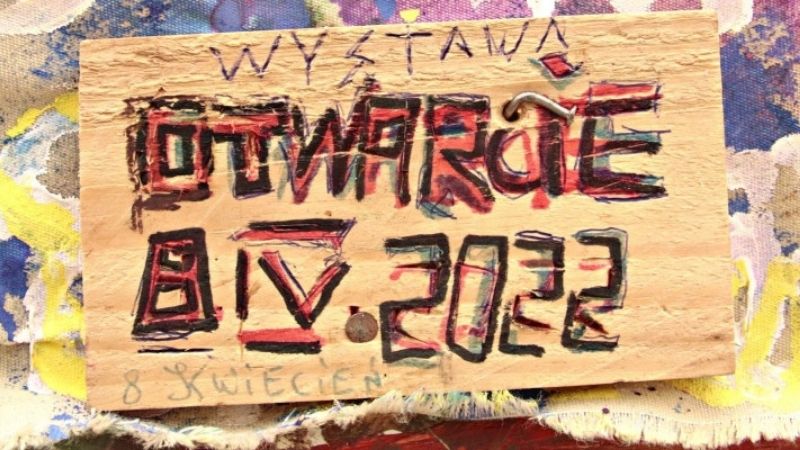 WYSTAWA
OTWARCIE
8.IV.2022
8 KWIECIEŃ